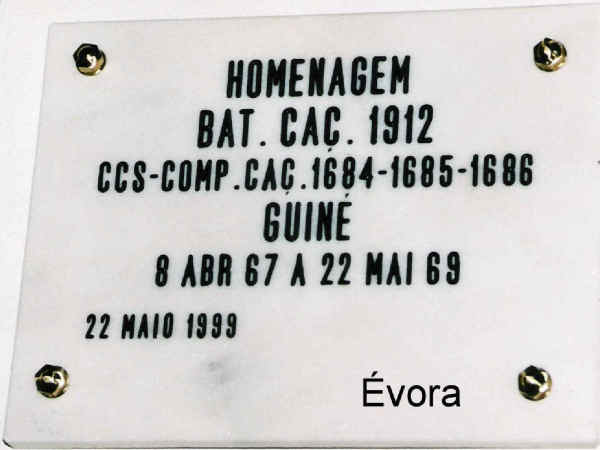 HOMENAGEM
BAT. CAÇ. 1912
CCS-COMP.CAÇ.1684-1685-1686
GUINÉ
8 ABR 67 A 22 MAI 69
22 MAIO 1999
Évora